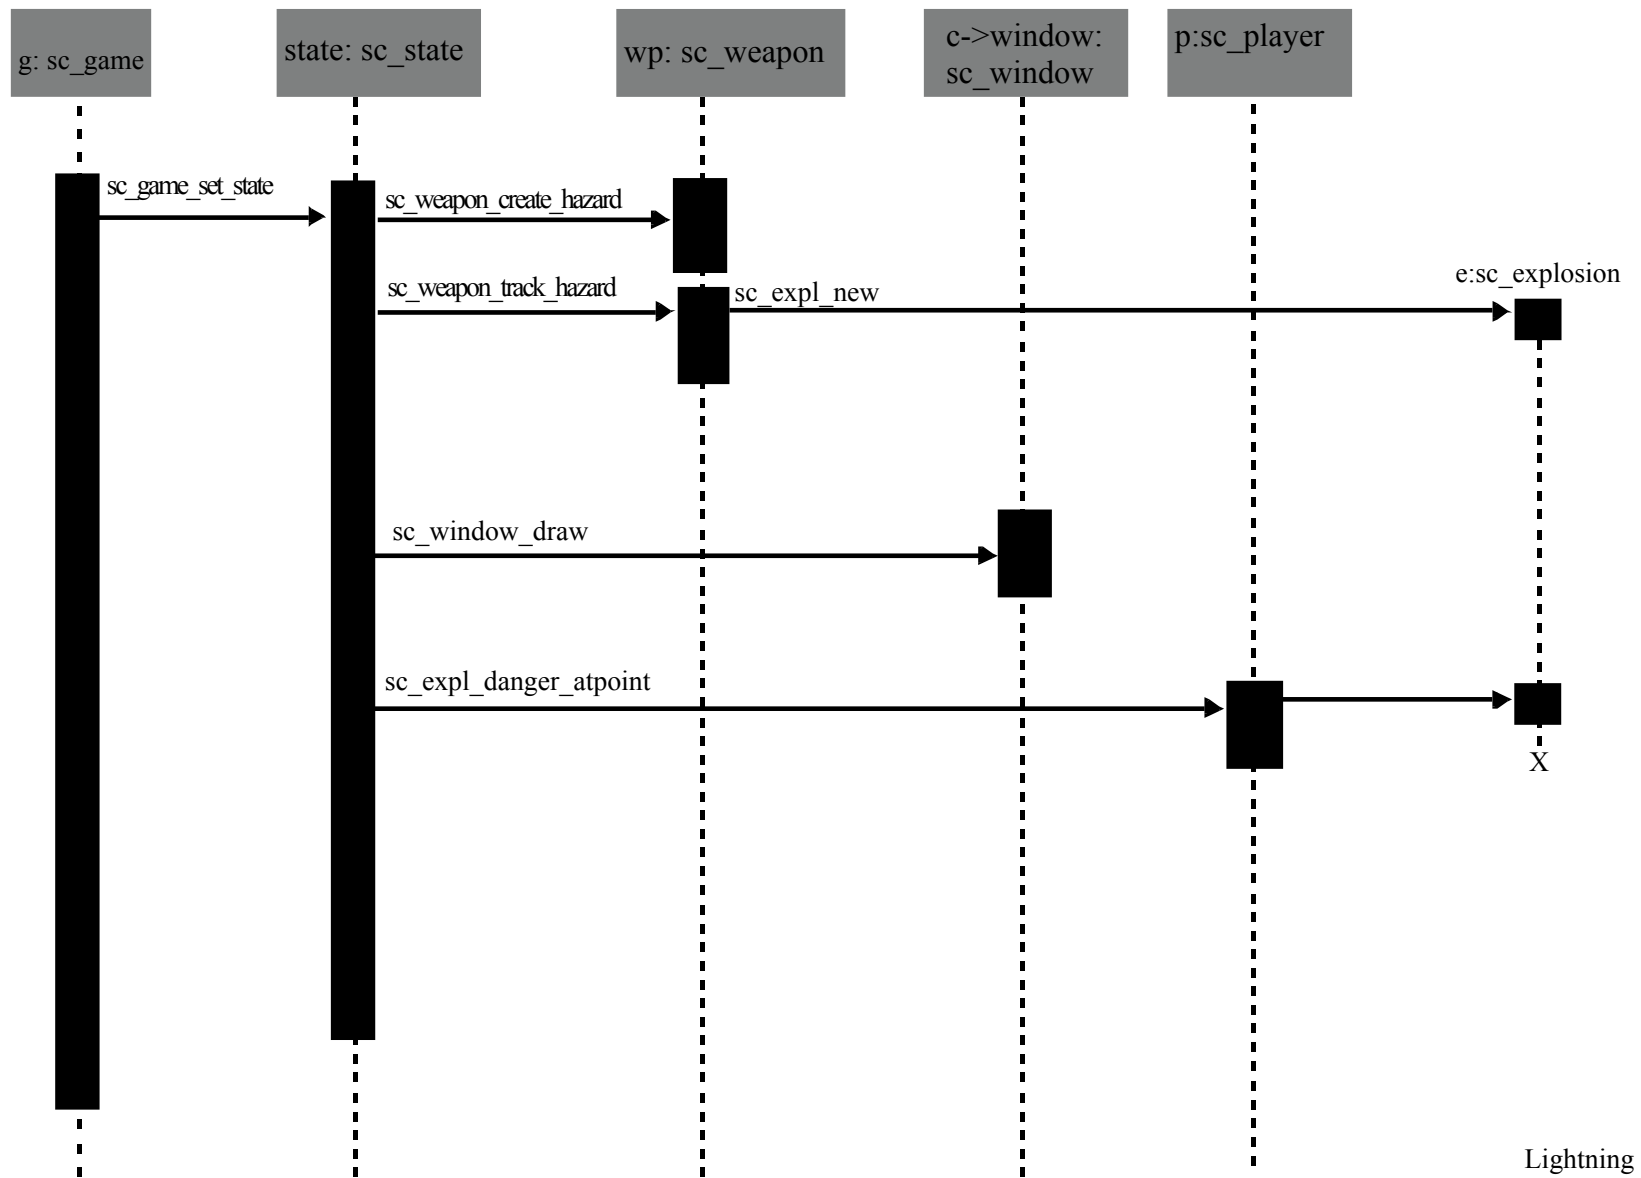 g: sc_game
state: sc_state
wp: sc_weapon
c->window:
sc_window
p:sc_player
sc_game_set_state
sc_weapon_create_hazard
sc_weapon_track_hazard
sc_expl_new
e:sc_explosion
sc_window_draw
sc_expl_danger_atpoint
X
Lightning